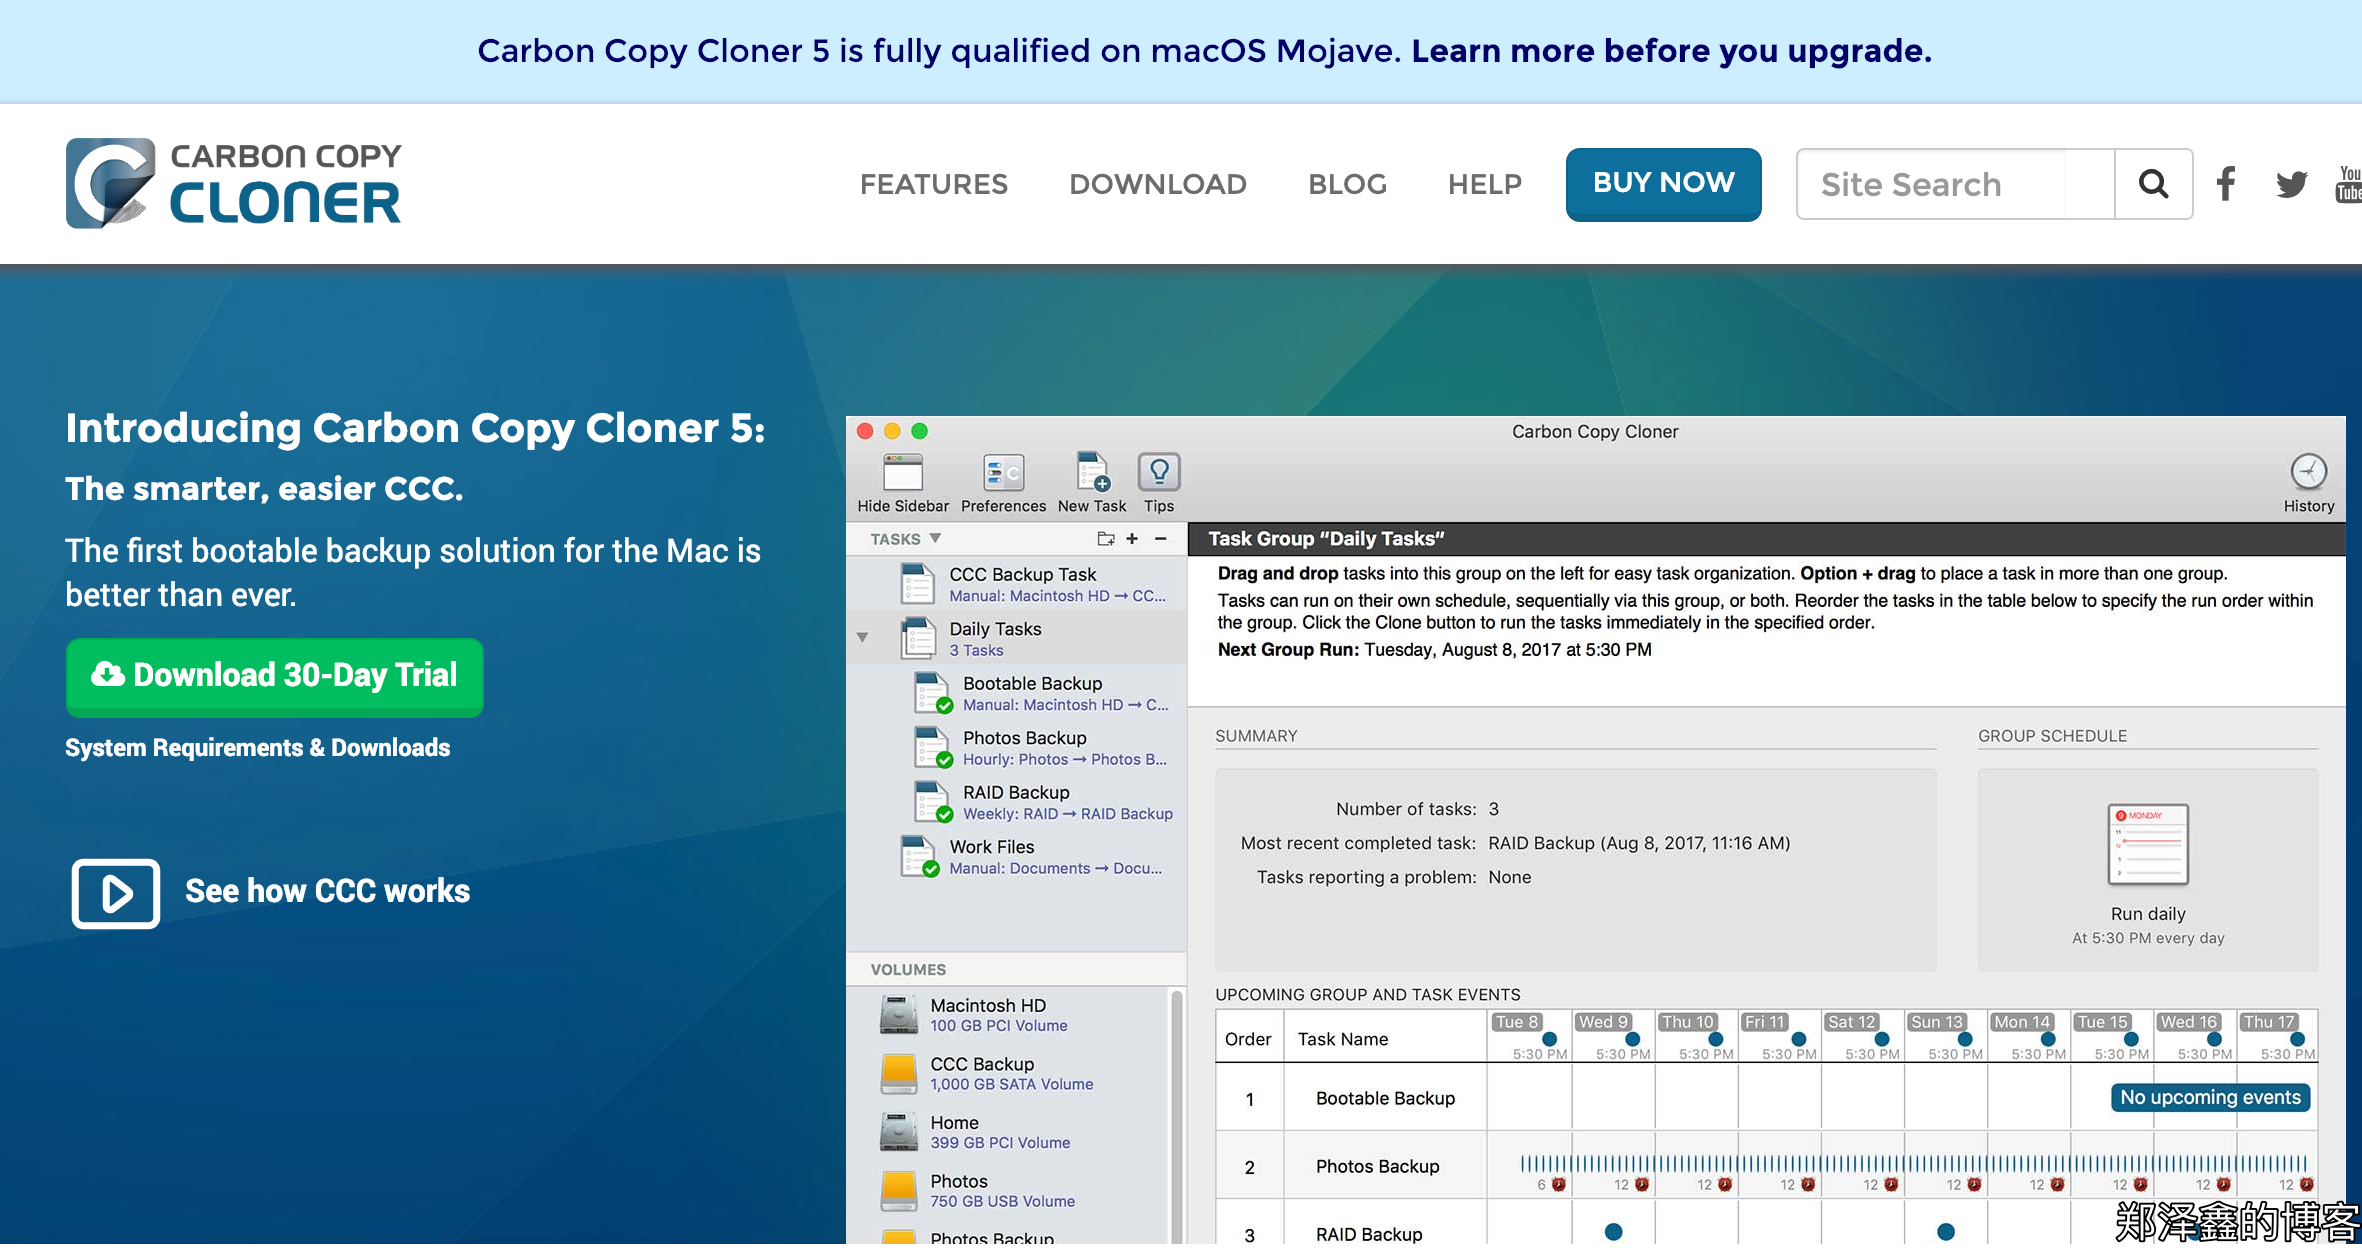 Carbon Copy Cloner 5 is fully qualified on macOS Mojave. Learn more before you upgrade.
CARBON COPY
CLONER
FEATURES
DOWNLOAD
BLOG
HELP
BUY NOW
Site Search
You
Tube
Introducing Carbon Copy Cloner 5:
The smarter, easier CCC.
The first bootable backup solution for the Mac is
better than ever.
Download 30-Day Trial
System Requirements & Downloads
See how CCC works
Carbon Copy Cloner
Hide Sidebar
Preferences
New Task
Tips
History
TASKS
CCC Backup Task
Manual: Macintosh HD → CC...
Daily Tasks
3 Tasks
Bootable Backup
Manual: Macintosh HD → C...
Photos Backup
Hourly: Photos → Photos B...
RAID Backup
Weekly: RAID → RAID Backup
Work Files
Manual: Documents → Docu...
VOLUMES
Macintosh HD
100 GB PCI Volume
CCC Backup
1,000 GB SATA Volume
Home
399 GB PCI Volume
Photos
750 GB USB Volume
Photos Backup
Task Group “Daily Tasks“
Drag and drop tasks into this group on the left for easy task organization. Option + drag to place a task in more than one group.
Tasks can run on their own schedule, sequentially via this group, or both. Reorder the tasks in the table below to specify the run order within
the group. Click the Clone button to run the tasks immediately in the specified order.
Next Group Run: Tuesday, August 8, 2017 at 5:30 PM
SUMMARY
Number of tasks: 3
Most recent completed task: RAID Backup (Aug 8, 2017, 11:16 AM)
Tasks reporting a problem: None
GROUP SCHEDULE
9 MONDAY
11
12
1
2
Run daily
At 5:30 PM every day
UPCOMING GROUP AND TASK EVENTS
Order Task Name Tue 8 Wed 9 Thu 10 Fri 11 Sat 12 Sun 13 Mon 14 Tue 15 Wed 16 Thu 17
5:30 PM 5:30 PM 5:30 PM 5:30 PM 5:30 PM 5:30 PM 5:30 PM 5:30 PM 5:30 PM 5:30 PM
1 Bootable Backup No upcoming events
2 Photos Backup
6 12 12 12 12 12 12 12 12 12
3 RAID Backup
郑泽鑫的博客